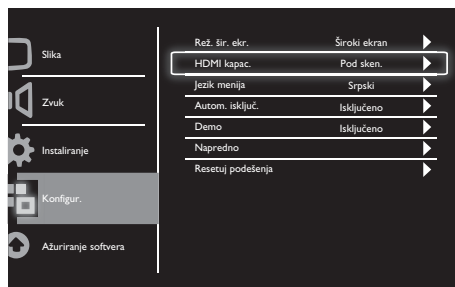 Slika
Zvuk
Instaliranje
Konfigur.
Ažuriranje softvera
Rež. šir. ekr. Široki ekran
HDMI kapac. Pod sken.
Jezik menija Srpski
Autom. isključ. Isključeno
Demo Isključeno
Napredno
Resetuj podešenja